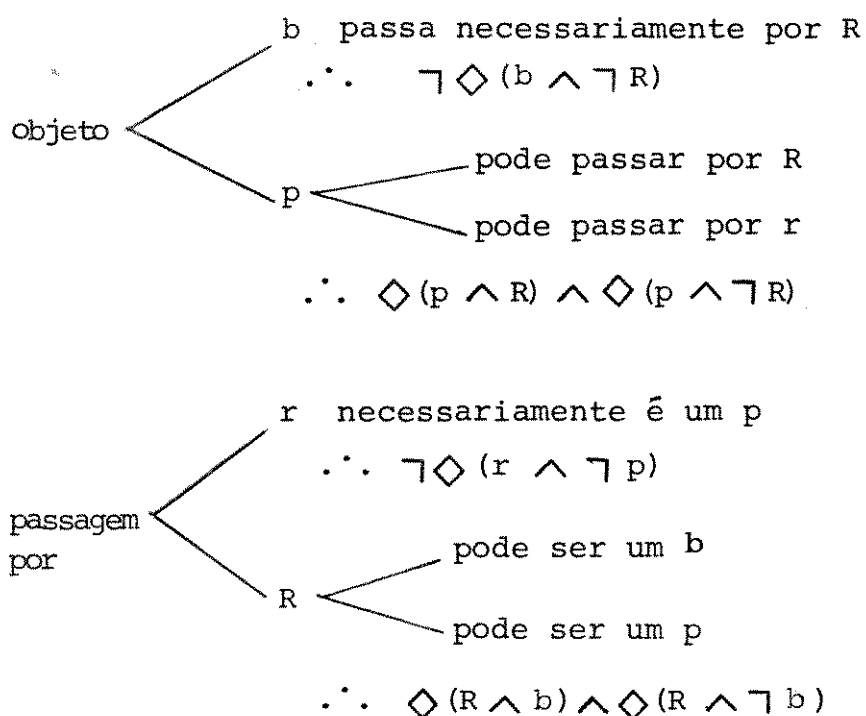 b passa necessariamente por R
∴ ¬◇(b ∧ ¬R)
objeto
pode passar por R
p
pode passar por r
∴ ◇(p ∧ R) ∧ ◇(p ∧ ¬R)
r necessariamente é um p
∴ ¬◇(r ∧ ¬p)
passagem
por
pode ser um b
R
pode ser um p
∴ ◇(R ∧ b) ∧ ◇(R ∧ ¬b)